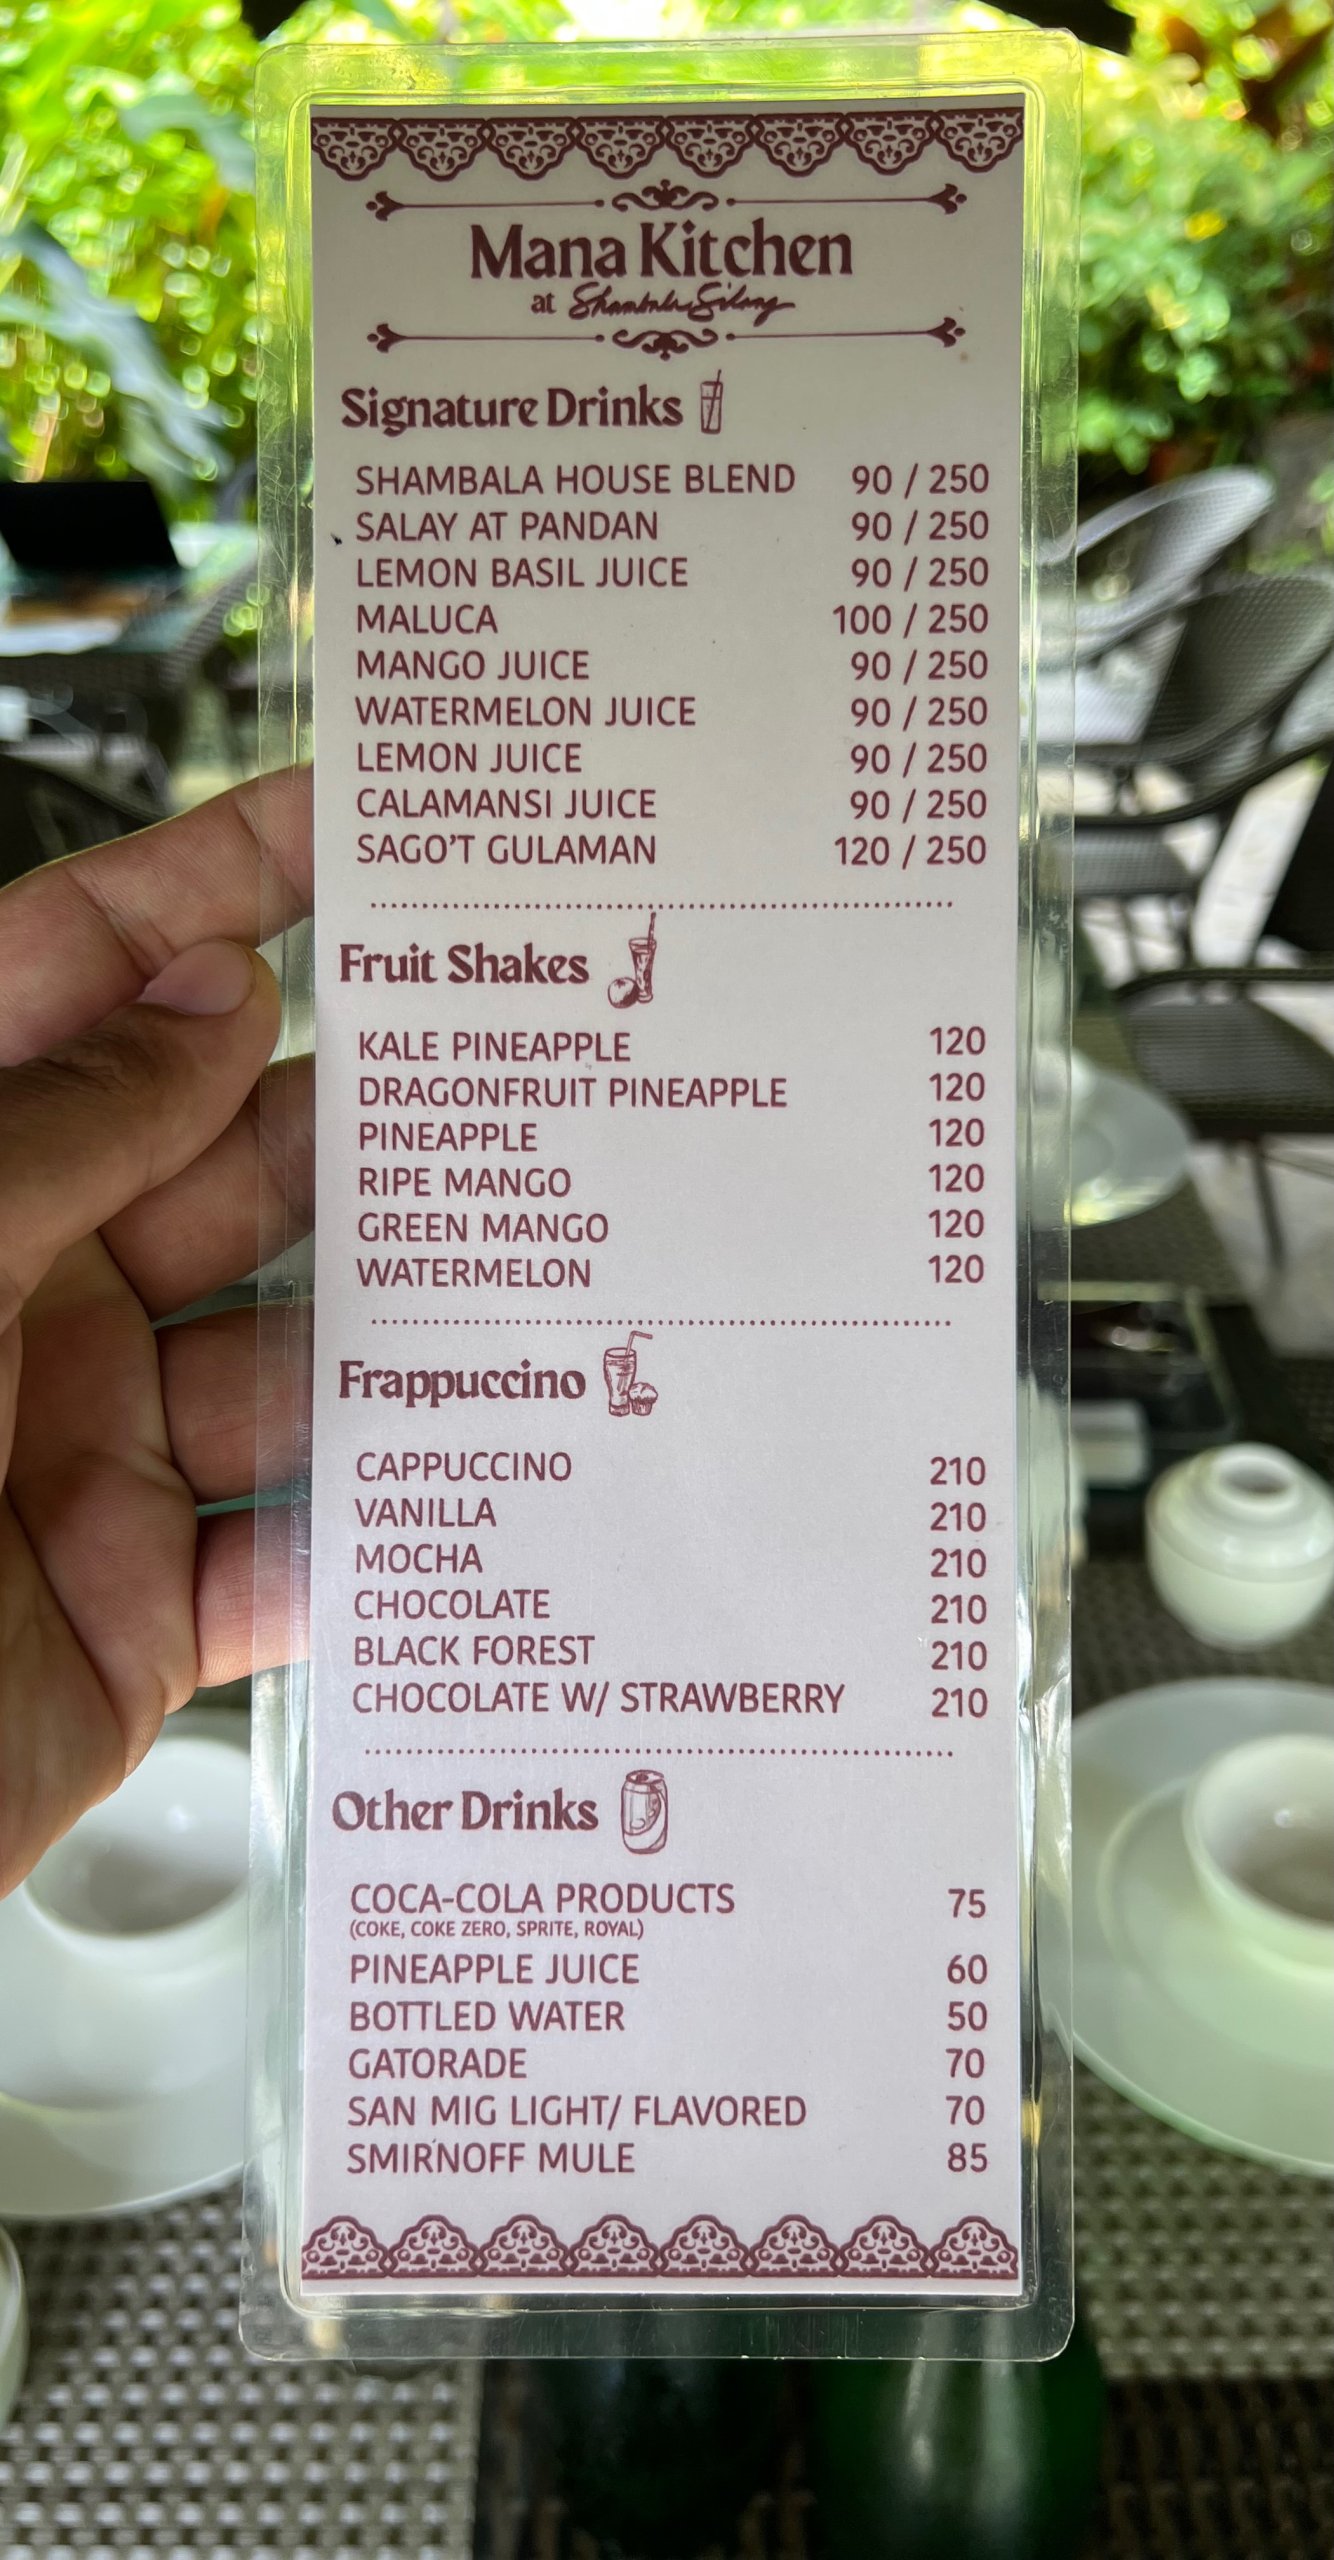 Mana Kitchen
at Shambala Silang
Signature Drinks
SHAMBALA HOUSE BLEND 90 / 250
SALAY AT PANDAN 90 / 250
LEMON BASIL JUICE 90 / 250
MALUCA 100 / 250
MANGO JUICE 90 / 250
WATERMELON JUICE 90 / 250
LEMON JUICE 90 / 250
CALAMANSI JUICE 90 / 250
SAGO'T GULAMAN 120 / 250
Fruit Shakes
KALE PINEAPPLE 120
DRAGONFRUIT PINEAPPLE 120
PINEAPPLE 120
RIPE MANGO 120
GREEN MANGO 120
WATERMELON 120
Frappuccino
CAPPUCCINO 210
VANILLA 210
MOCHA 210
CHOCOLATE 210
BLACK FOREST 210
CHOCOLATE W/ STRAWBERRY 210
Other Drinks
COCA-COLA PRODUCTS 75
(COKE, COKE ZERO, SPRITE, ROYAL)
PINEAPPLE JUICE 60
BOTTLED WATER 50
GATORADE 70
SAN MIG LIGHT/ FLAVORED 70
SMIRNOFF MULE 85